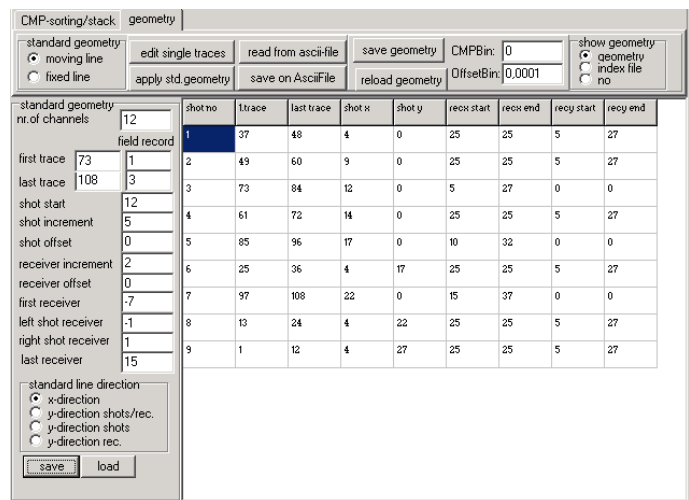 CMP-sorting/stack geometry
standard geometry
moving line
fixed line
edit single traces read from ascii-file save geometry CMPBin: 0
apply std.geometry save on AsciiFile reload geometry OffsetBin: 0,0001
show geometry
geometry
index file
no
standard geometry
nr.of channels 12
field record
first trace 73 1
last trace 108 3
shot start 12
shot increment 5
shot offset 0
receiver increment 2
receiver offset 0
first receiver -7
left shot receiver -1
right shot receiver 1
last receiver 15
standard line direction
x-direction
y-direction shots/rec.
y-direction shots
y-direction rec.
save load
shot no 1.trace last trace shot x shot y recx start recx end recy start recy end
1 37 48 4 0 25 25 5 27
2 49 60 9 0 25 25 5 27
3 73 84 12 0 5 27 0 0
4 61 72 14 0 25 25 5 27
5 85 96 17 0 10 32 0 0
6 25 36 4 17 25 25 5 27
7 97 108 22 0 15 37 0 0
8 13 24 4 22 25 25 5 27
9 1 12 4 27 25 25 5 27